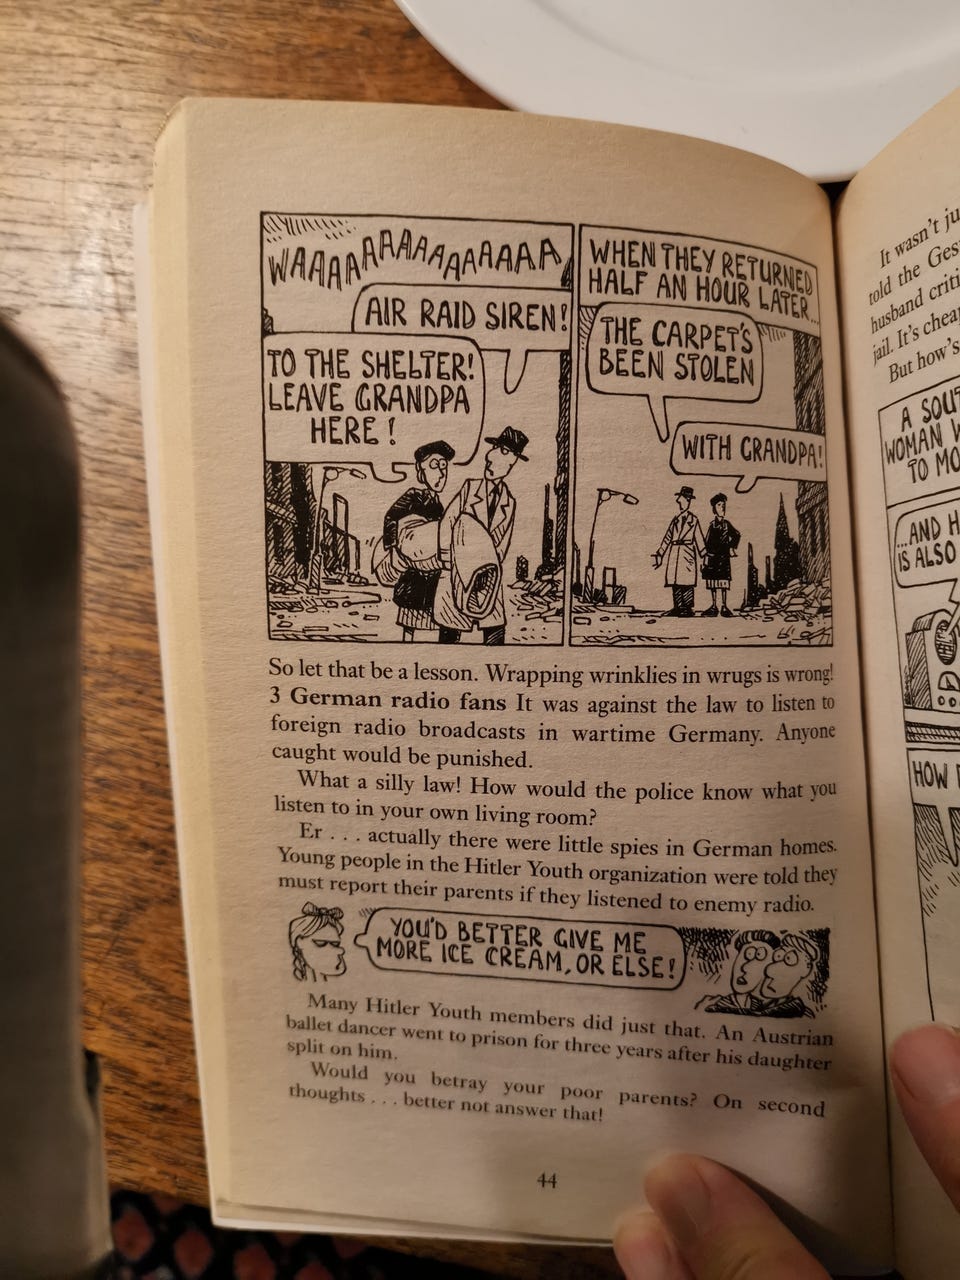 WAAAAAAAAAAAAAAA
AIR RAID SIREN!
TO THE SHELTER!
LEAVE GRANDPA
HERE!
WHEN THEY RETURNED
HALF AN HOUR LATER...
THE CARPET'S
BEEN STOLEN
WITH GRANDPA!
So let that be a lesson. Wrapping wrinklies in wrugs is wrong!
3 German radio fans It was against the law to listen to
foreign radio broadcasts in wartime Germany. Anyone
caught would be punished.
What a silly law! How would the police know what you
listen to in your own living room?
Er . . . actually there were little spies in German homes.
Young people in the Hitler Youth organization were told they
must report their parents if they listened to enemy radio.
YOU'D BETTER GIVE ME
MORE ICE CREAM, OR ELSE!
Many Hitler Youth members did just that. An Austrian
ballet dancer went to prison for three years after his daughter
split on him.
Would you betray your poor parents? On second
thoughts . . . better not answer that!
44
It wasn't
told the
husband
jail. It's
But how's
A
WOMAN
TO
...AND
IS ALSO
HOW